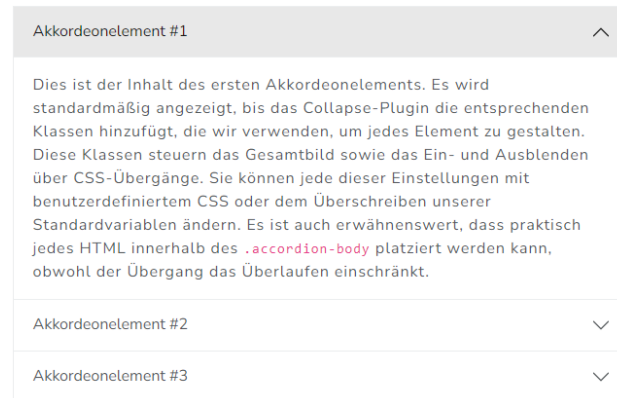 Akkordeonelement #1
Dies ist der Inhalt des ersten Akkordeonelements. Es wird
standardmäßig angezeigt, bis das Collapse-Plugin die entsprechenden
Klassen hinzufügt, die wir verwenden, um jedes Element zu gestalten.
Diese Klassen steuern das Gesamtbild sowie das Ein- und Ausblenden
über CSS-Übergänge. Sie können jede dieser Einstellungen mit
benutzerdefiniertem CSS oder dem Überschreiben unserer
Standardvariablen ändern. Es ist auch erwähnenswert, dass praktisch
jedes HTML innerhalb des .accordion-body platziert werden kann,
obwohl der Übergang das Überlaufen einschränkt.
Akkordeonelement #2
Akkordeonelement #3